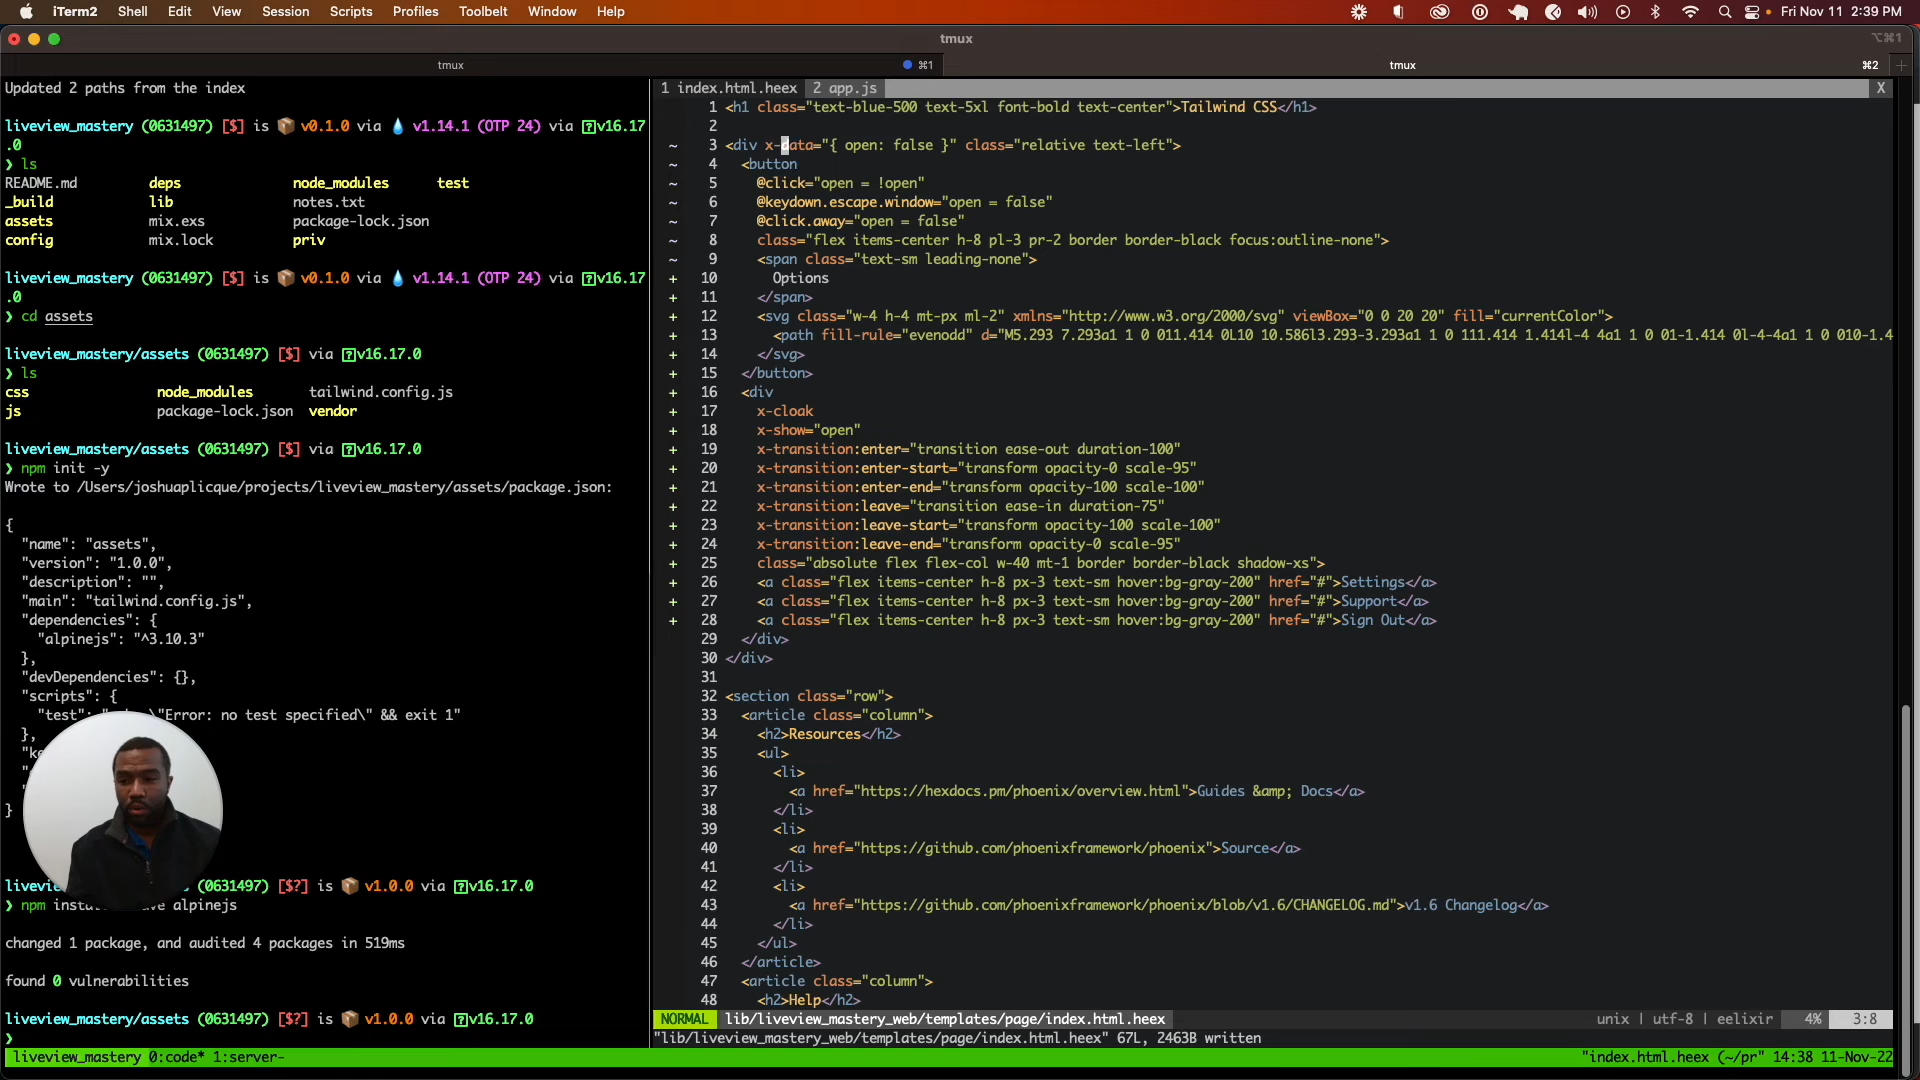 iTerm2 Shell Edit View Session Scripts Profiles Toolbelt Window Help Fri Nov 11 2:39 PM
tmux ⌥⌘1
tmux ⌘1 tmux ⌘2
Updated 2 paths from the index
liveview_mastery (0631497) [$] is 📦 v0.1.0 via 💧 v1.14.1 (OTP 24) via v16.17
.0
❯ ls
README.md deps node_modules test
_build lib notes.txt
assets mix.exs package-lock.json
config mix.lock priv
liveview_mastery (0631497) [$] is 📦 v0.1.0 via 💧 v1.14.1 (OTP 24) via v16.17
.0
❯ cd assets
liveview_mastery/assets (0631497) [$] via v16.17.0
❯ ls
css node_modules tailwind.config.js
js package-lock.json vendor
liveview_mastery/assets (0631497) [$] via v16.17.0
❯ npm init -y
Wrote to /Users/joshuaplicque/projects/liveview_mastery/assets/package.json:
{
"name": "assets",
"version": "1.0.0",
"description": "",
"main": "tailwind.config.js",
"dependencies": {
"alpinejs": "^3.10.3"
},
"devDependencies": {},
"scripts": {
"test": \"Error: no test specified\" && exit 1"
},
}
(0631497) [$?] is 📦 v1.0.0 via v16.17.0
❯ npm alpinejs
changed 1 package, and audited 4 packages in 519ms
found 0 vulnerabilities
liveview_mastery/assets (0631497) [$?] is 📦 v1.0.0 via v16.17.0
❯
1 index.html.heex 2 app.js X
1 <h1 class="text-blue-500 text-5xl font-bold text-center">Tailwind CSS</h1>
2
~ 3 <div x-data="{ open: false }" class="relative text-left">
~ 4 <button
~ 5 @click="open = !open"
~ 6 @keydown.escape.window="open = false"
~ 7 @click.away="open = false"
~ 8 class="flex items-center h-8 pl-3 pr-2 border border-black focus:outline-none">
~ 9 <span class="text-sm leading-none">
+ 10 Options
+ 11 </span>
+ 12 <svg class="w-4 h-4 mt-px ml-2" xmlns="http://www.w3.org/2000/svg" viewBox="0 0 20 20" fill="currentColor">
+ 13 <path fill-rule="evenodd" d="M5.293 7.293a1 1 0 011.414 0L10 10.586l3.293-3.293a1 1 0 111.414 1.414l-4 4a1 1 0 01-1.414 0l-4-4a1 1 0 010-1.4
+ 14 </svg>
+ 15 </button>
+ 16 <div
+ 17 x-cloak
+ 18 x-show="open"
+ 19 x-transition:enter="transition ease-out duration-100"
+ 20 x-transition:enter-start="transform opacity-0 scale-95"
+ 21 x-transition:enter-end="transform opacity-100 scale-100"
+ 22 x-transition:leave="transition ease-in duration-75"
+ 23 x-transition:leave-start="transform opacity-100 scale-100"
+ 24 x-transition:leave-end="transform opacity-0 scale-95"
+ 25 class="absolute flex flex-col w-40 mt-1 border border-black shadow-xs">
+ 26 <a class="flex items-center h-8 px-3 text-sm hover:bg-gray-200" href="#">Settings</a>
+ 27 <a class="flex items-center h-8 px-3 text-sm hover:bg-gray-200" href="#">Support</a>
+ 28 <a class="flex items-center h-8 px-3 text-sm hover:bg-gray-200" href="#">Sign Out</a>
29 </div>
30 </div>
31
32 <section class="row">
33 <article class="column">
34 <h2>Resources</h2>
35 <ul>
36 <li>
37 <a href="https://hexdocs.pm/phoenix/overview.html">Guides &amp; Docs</a>
38 </li>
39 <li>
40 <a href="https://github.com/phoenixframework/phoenix">Source</a>
41 </li>
42 <li>
43 <a href="https://github.com/phoenixframework/phoenix/blob/v1.6/CHANGELOG.md">v1.6 Changelog</a>
44 </li>
45 </ul>
46 </article>
47 <article class="column">
48 <h2>Help</h2>
NORMAL lib/liveview_mastery_web/templates/page/index.html.heex unix | utf-8 | eelixir 4% 3:8
"lib/liveview_mastery_web/templates/page/index.html.heex" 67L, 2463B written
liveview_mastery 0:code* 1:server- "index.html.heex (~/pr" 14:38 11-Nov-22